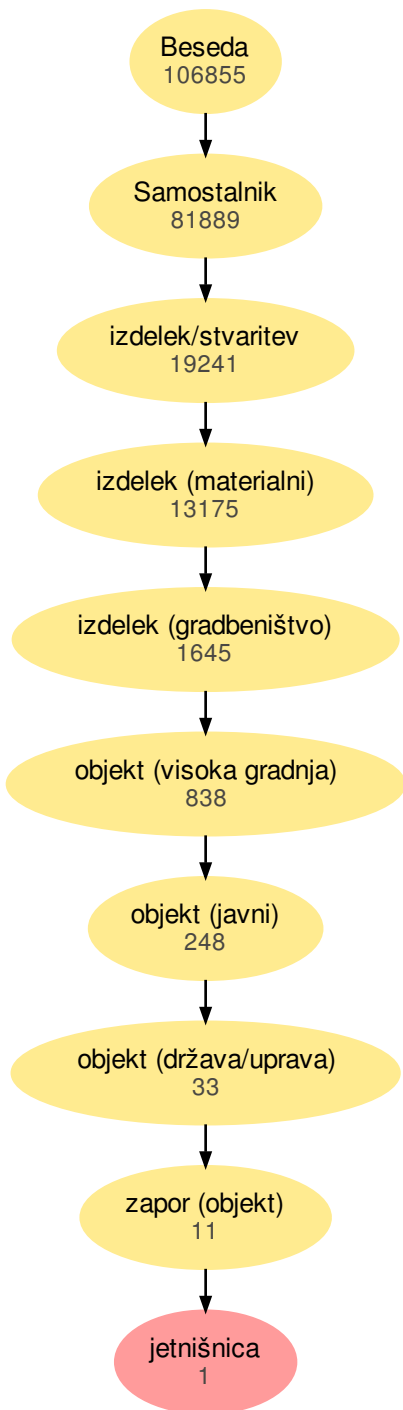 Beseda
106855
Samostalnik
81889
izdelek/stvaritev
19241
izdelek (materialni)
13175
izdelek (gradbeništvo)
1645
objekt (visoka gradnja)
838
objekt (javni)
248
objekt (država/uprava)
33
zapor (objekt)
11
jetnišnica
1